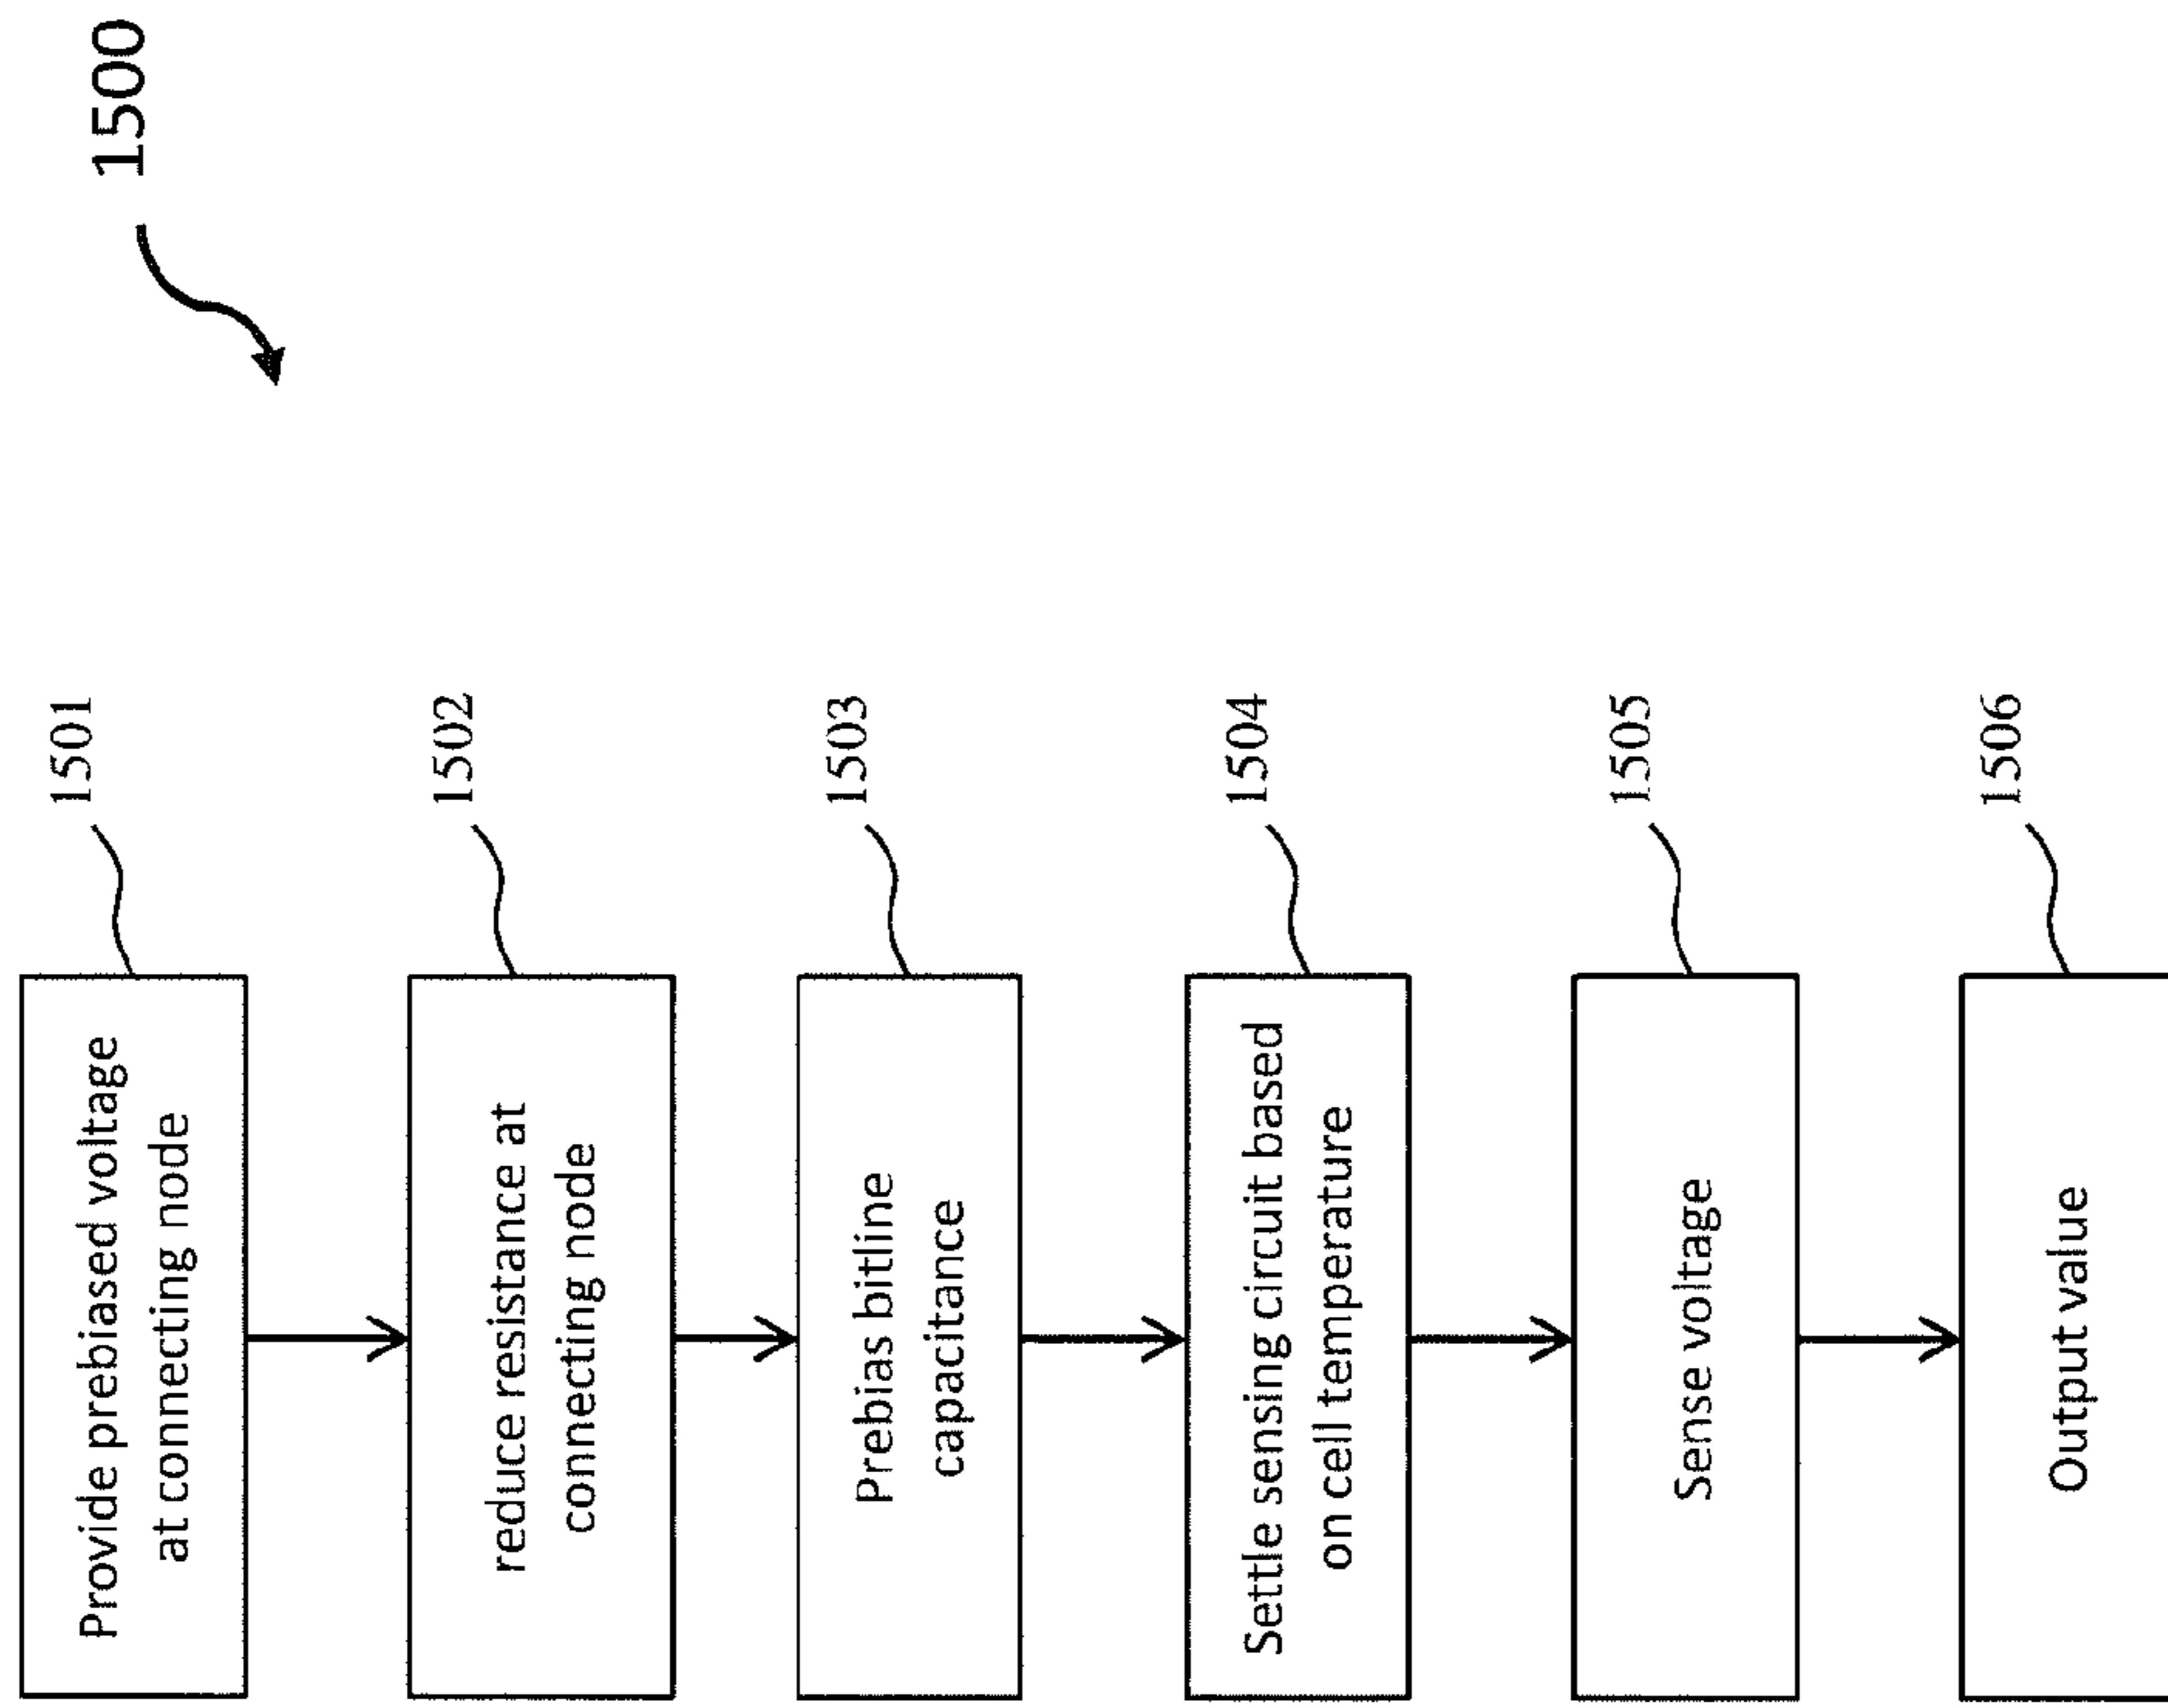 1500
Provide prebiased voltage
at connecting node
1501
reduce resistance at
connecting node
1502
Prebias bitline
capacitance
1503
Settle sensing circuit based
on cell temperature
1504
Sense voltage
1505
Output value
1506